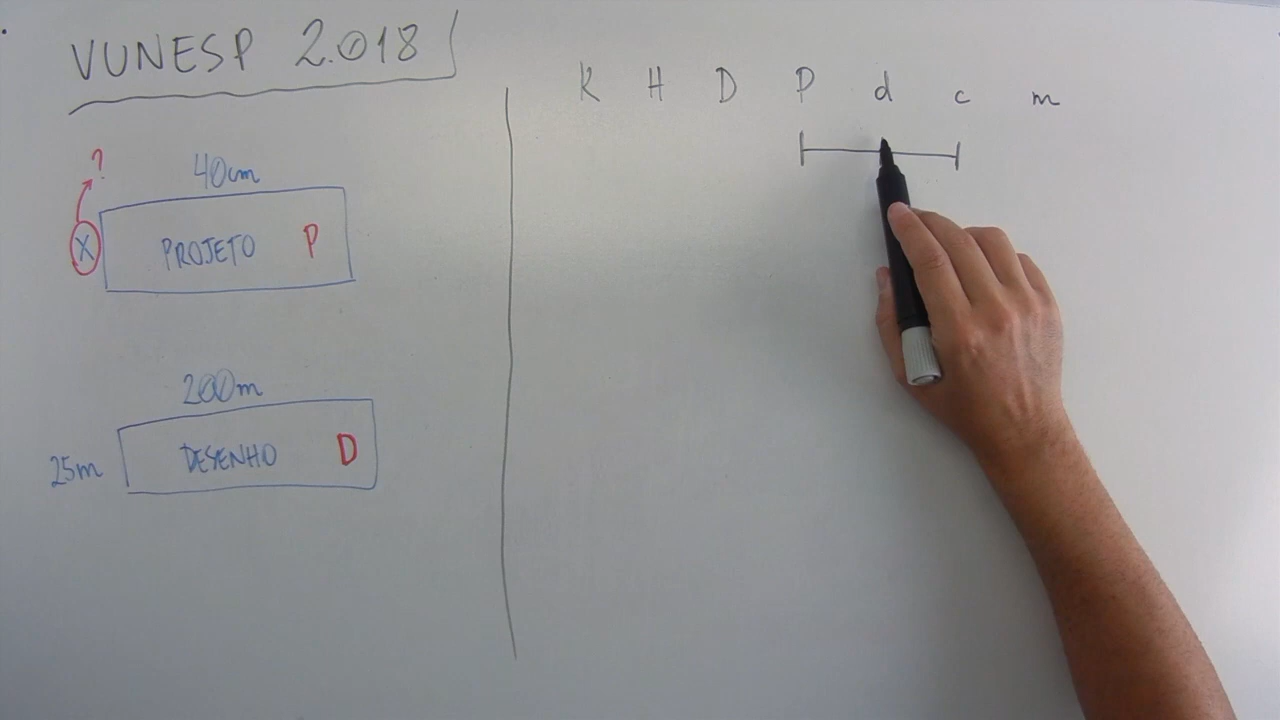 VUNESP 2.018
?
40cm
X PROJETO P
200m
25m DESENHO D
K H D P d c m